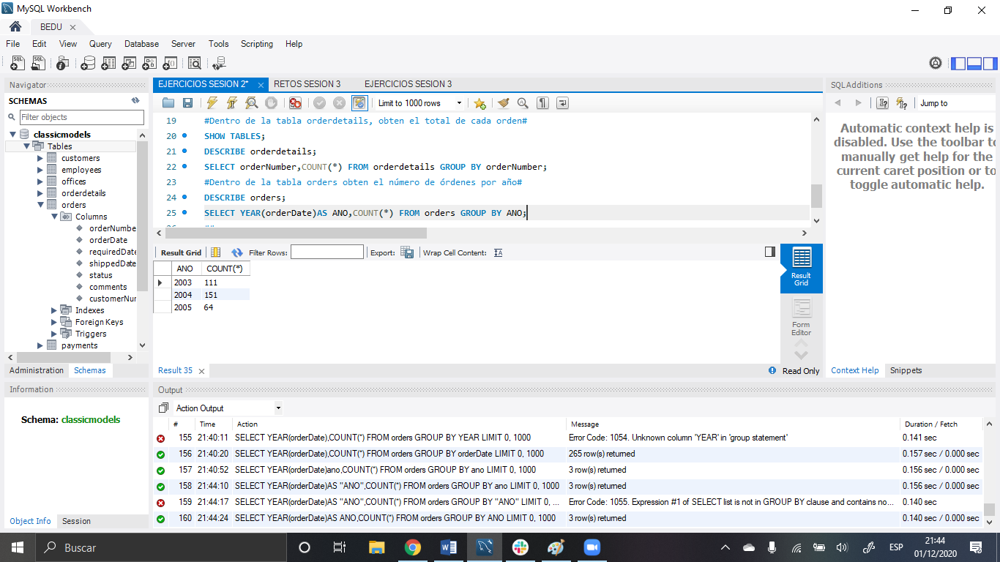 MySQL Workbench
BEDU
File Edit View Query Database Server Tools Scripting Help
Navigator
SCHEMAS
Filter objects
classicmodels
Tables
customers
employees
offices
orderdetails
orders
Columns
orderNumbe
orderDate
requiredDate
shippedDate
status
comments
customerNur
Indexes
Foreign Keys
Triggers
payments
Administration Schemas
Information
Schema: classicmodels
Object Info Session
EJERCICIOS SESION 2* RETOS SESION 3 EJERCICIOS SESION 3
Limit to 1000 rows
19 #Dentro de la tabla orderdetails, obten el total de cada orden#
20 SHOW TABLES;
21 DESCRIBE orderdetails;
22 SELECT orderNumber,COUNT(*) FROM orderdetails GROUP BY orderNumber;
23 #Dentro de la tabla orders obten el número de órdenes por año#
24 DESCRIBE orders;
25 SELECT YEAR(orderDate)AS ANO,COUNT(*) FROM orders GROUP BY ANO;
Result Grid Filter Rows: Export: Wrap Cell Content:
ANO COUNT(*)
2003 111
2004 151
2005 64
Result
Grid
Form
Editor
Result 35
Read Only
SQLAdditions
Jump to
Automatic context help is
disabled. Use the toolbar to
manually get help for the
current caret position or to
toggle automatic help.
Context Help Snippets
Output
Action Output
# Time Action Message Duration / Fetch
155 21:40:11 SELECT YEAR(orderDate),COUNT(*) FROM orders GROUP BY YEAR LIMIT 0, 1000 Error Code: 1054. Unknown column 'YEAR' in 'group statement' 0.141 sec
156 21:40:20 SELECT YEAR(orderDate),COUNT(*) FROM orders GROUP BY orderDate LIMIT 0, 1000 265 row(s) returned 0.157 sec / 0.000 sec
157 21:40:52 SELECT YEAR(orderDate)ano,COUNT(*) FROM orders GROUP BY ano LIMIT 0, 1000 3 row(s) returned 0.156 sec / 0.000 sec
158 21:44:10 SELECT YEAR(orderDate)AS "ANO",COUNT(*) FROM orders GROUP BY ano LIMIT 0, 1000 3 row(s) returned 0.156 sec / 0.000 sec
159 21:44:17 SELECT YEAR(orderDate)AS "ANO",COUNT(*) FROM orders GROUP BY "ANO" LIMIT 0, ... Error Code: 1055. Expression #1 of SELECT list is not in GROUP BY clause and contains no... 0.140 sec
160 21:44:24 SELECT YEAR(orderDate)AS ANO,COUNT(*) FROM orders GROUP BY ANO LIMIT 0, 1000 3 row(s) returned 0.140 sec / 0.000 sec
Buscar
ESP
21:44
01/12/2020